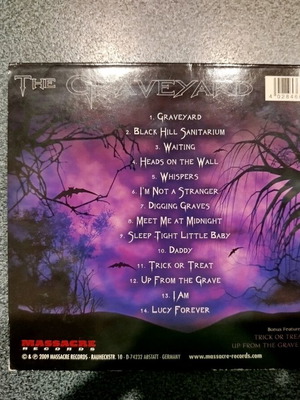 The Graveyard
1. Graveyard
2. Black Hill Sanitarium
3. Waiting
4. Heads on the Wall
5. Whispers
6. I'm Not a Stranger
7. Digging Graves
8. Meet Me at Midnight
9. Sleep Tight Little Baby
10. Daddy
11. Trick or Treat
12. Up From the Grave
13. I Am
14. Lucy Forever
Bonus
Trick or
Up From the
MASSACRE
RECORDS
© & ℗ 2009 MASSACRE RECORDS · RAUHECKSTR. 10 · D-74232 ABSTATT · GERMANY
www.massacre-records.com